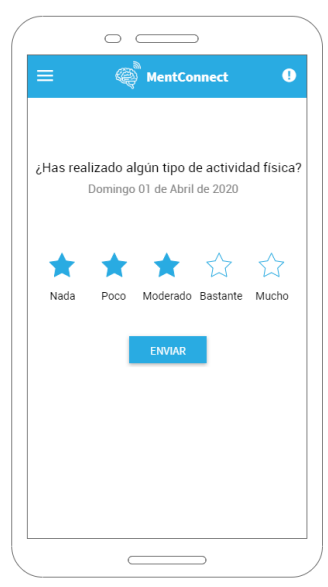 MentConnect
¿Has realizado algún tipo de actividad física?
Domingo 01 de Abril de 2020
Nada Poco Moderado Bastante Mucho
ENVIAR